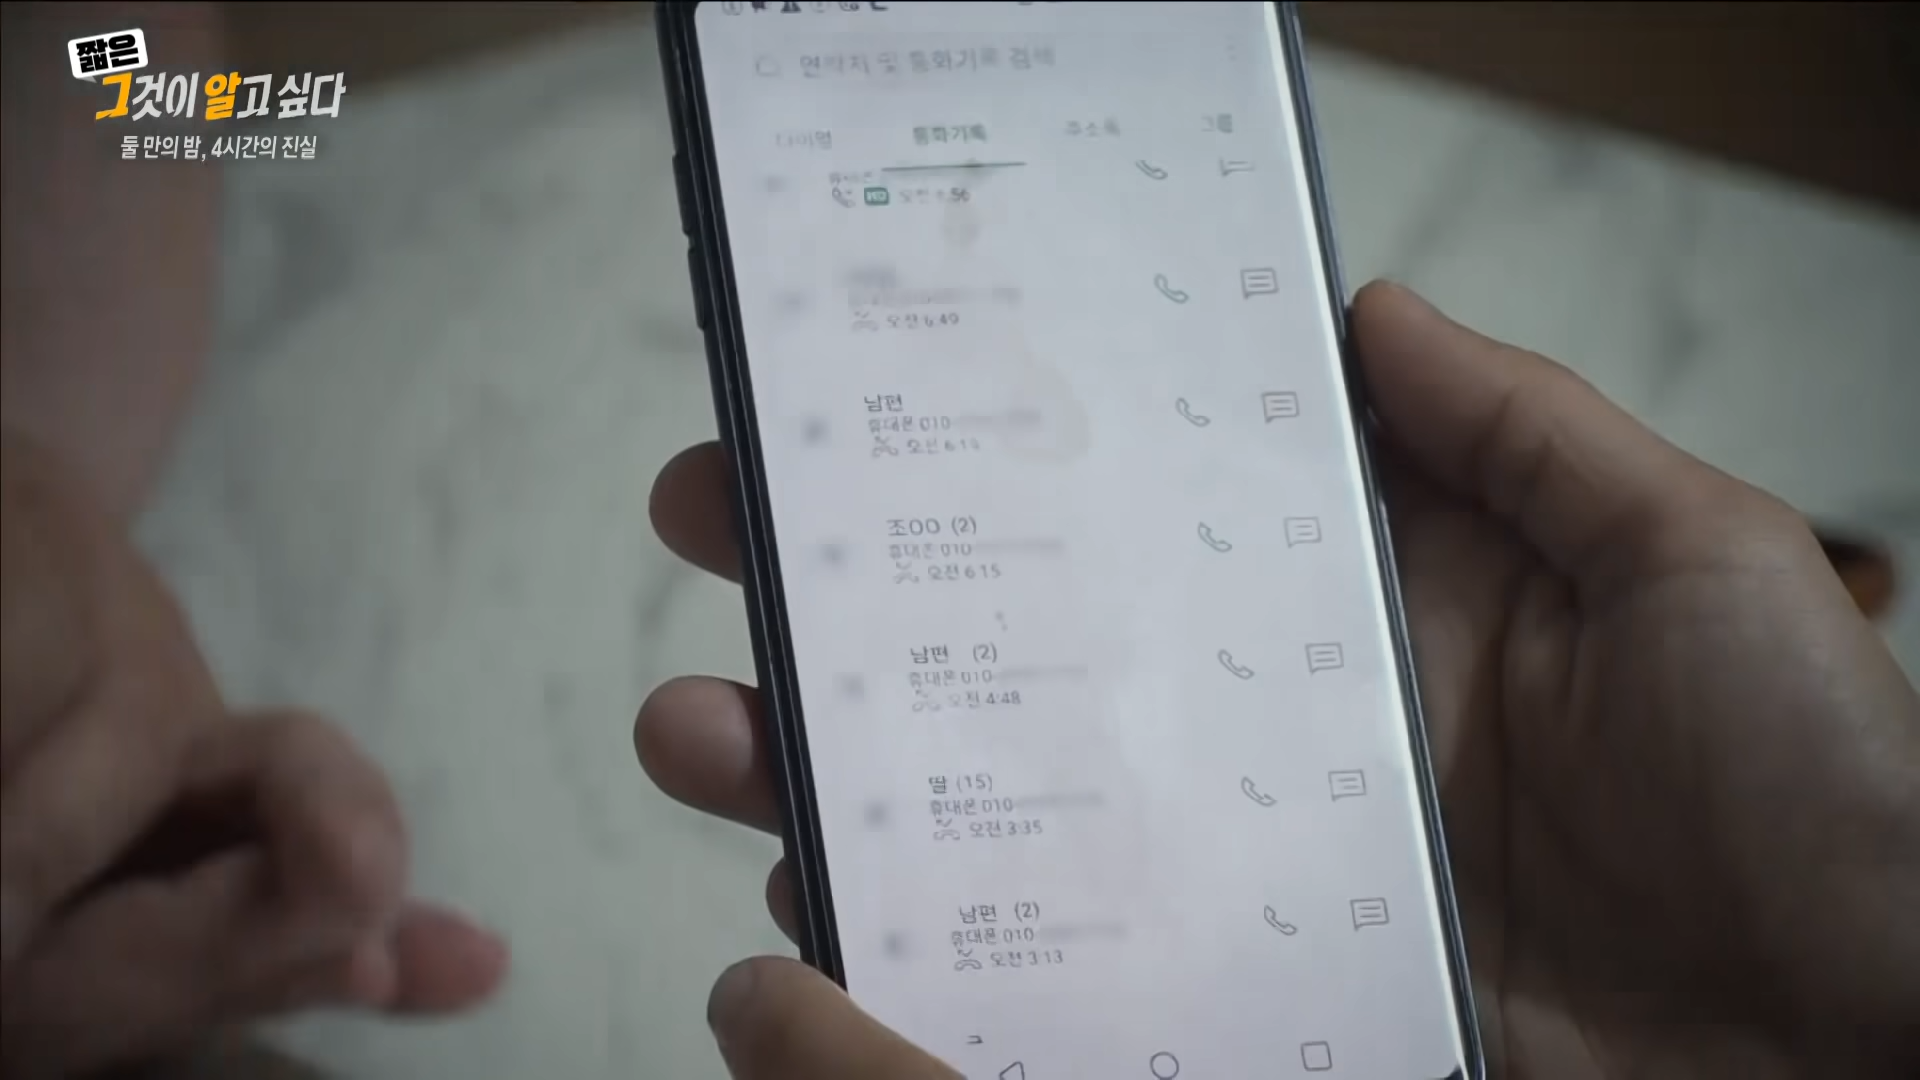 짧은
그것이 알고싶다
둘 만의 밤, 4시간의 진실
연락처 및 통화기록 검색
다이얼 통화기록 주소록 그룹
HD 오전
오전 6:49
남편
휴대폰 010
오전
조OO (2)
휴대폰 010
오전 6:15
남편 (2)
휴대폰 010
오전 4:48
딸 (15)
휴대폰 010
오전 3:35
남편 (2)
휴대폰 010
오전 3:13